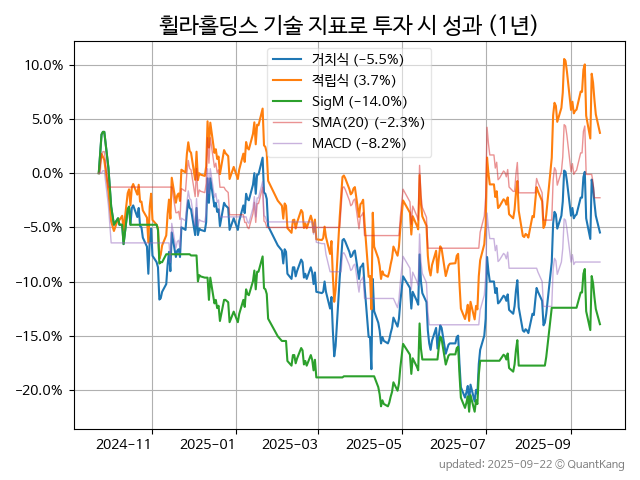 휠라홀딩스 기술 지표로 투자 시 성과 (1년)
거치식 (−5.5%)
적립식 (3.7%)
SigM (−14.0%)
SMA(20) (−2.3%)
MACD (−8.2%)
10.0%
5.0%
0.0%
−5.0%
−10.0%
−15.0%
−20.0%
2024-11 2025-01 2025-03 2025-05 2025-07 2025-09
updated: 2025-09-22 © QuantKang